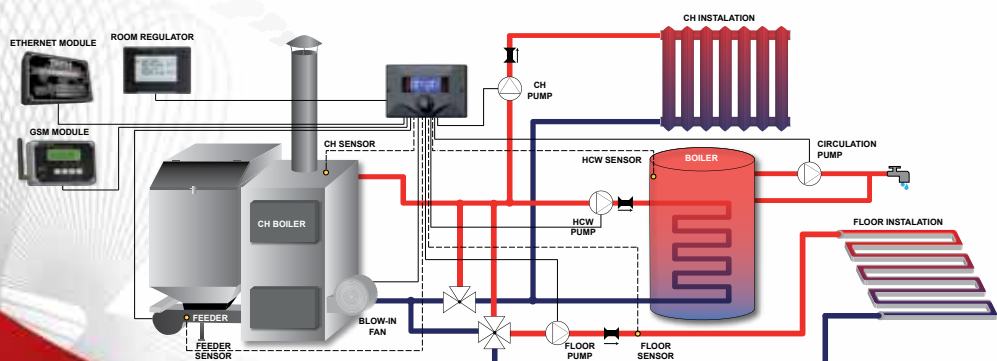 CH INSTALATION
ROOM REGULATOR
ETHERNET MODULE
CH
PUMP
GSM MODULE
CH SENSOR
HCW SENSOR
BOILER
CIRCULATION
PUMP
CH BOILER
HCW
PUMP
FLOOR INSTALATION
FEEDER
BLOW-IN
FAN
FEEDER
SENSOR
FLOOR
PUMP
FLOOR
SENSOR